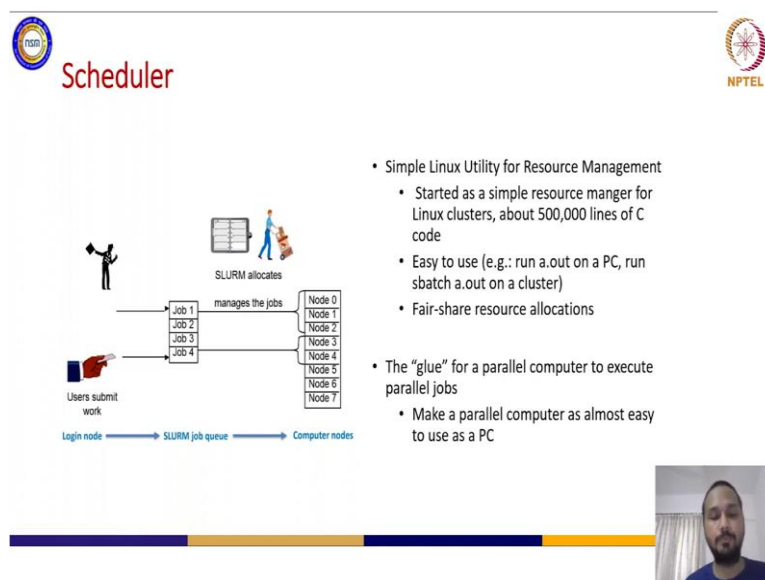 nsm
NPTEL
Scheduler
SLURM allocates
manages the jobs
Job 1
Job 2
Job 3
Job 4
Node 0
Node 1
Node 2
Node 3
Node 4
Node 5
Node 6
Node 7
Users submit
work
Login node
SLURM job queue
Computer nodes
• Simple Linux Utility for Resource Management
• Started as a simple resource manger for
Linux clusters, about 500,000 lines of C
code
• Easy to use (e.g.: run a.out on a PC, run
sbatch a.out on a cluster)
• Fair-share resource allocations
• The “glue” for a parallel computer to execute
parallel jobs
• Make a parallel computer as almost easy
to use as a PC